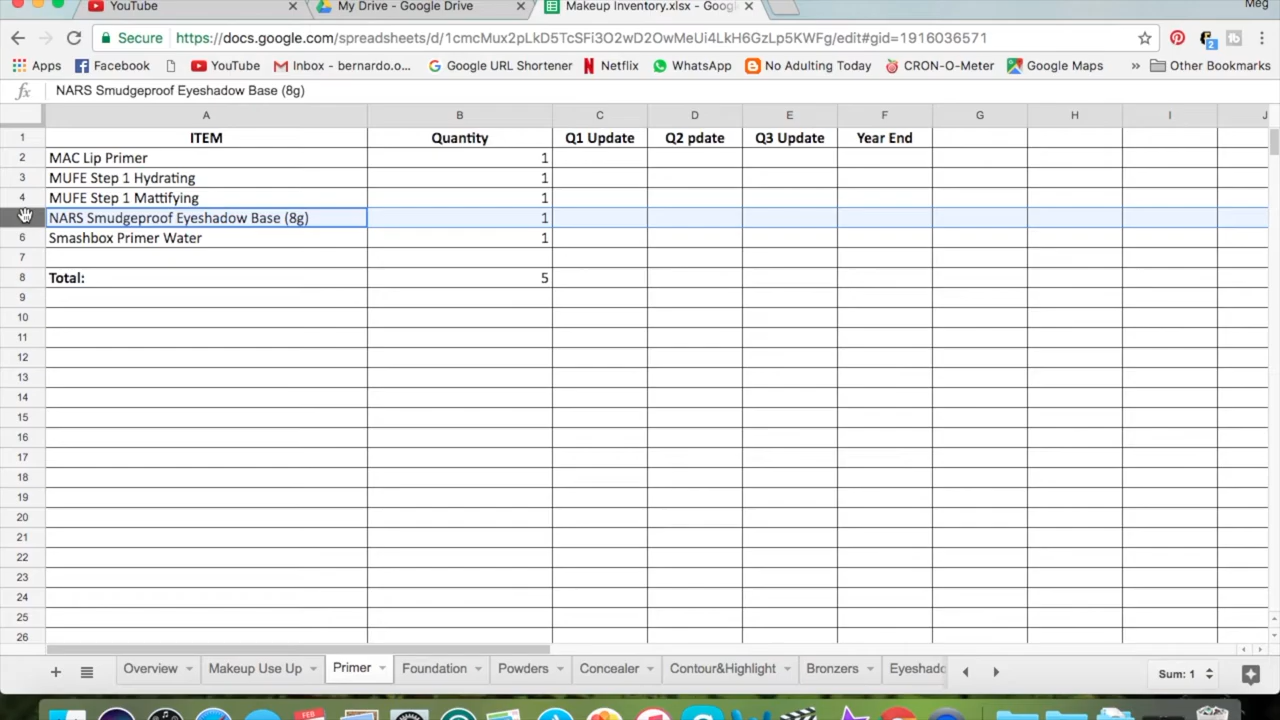 YouTube × My Drive - Google Drive × Makeup Inventory.xlsx - Goog × Meg
Secure https://docs.google.com/spreadsheets/d/1cmcMux2pLkD5TcSFi3O2wD2OwMeUi4LkH6GzLp5KWFg/edit#gid=1916036571
Apps Facebook YouTube Inbox - bernardo.o... Google URL Shortener Netflix WhatsApp No Adulting Today CRON-O-Meter Google Maps » Other Bookmarks
fx NARS Smudgeproof Eyeshadow Base (8g)
A B C D E F G H I J
1 ITEM Quantity Q1 Update Q2 pdate Q3 Update Year End
2 MAC Lip Primer 1
3 MUFE Step 1 Hydrating 1
4 MUFE Step 1 Mattifying 1
NARS Smudgeproof Eyeshadow Base (8g) 1
6 Smashbox Primer Water 1
7
8 Total: 5
9
10
11
12
13
14
15
16
17
18
19
20
21
22
23
24
25
26
Overview Makeup Use Up Primer Foundation Powders Concealer Contour&Highlight Bronzers Eyeshado Sum: 1
FEB